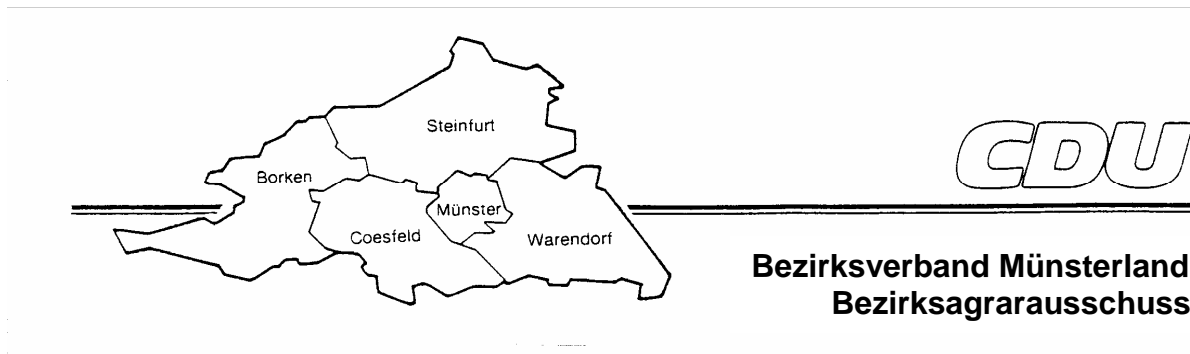 Steinfurt
CDU
Borken
Münster
Coesfeld
Warendorf
Bezirksverband Münsterland
Bezirksagrarausschuss